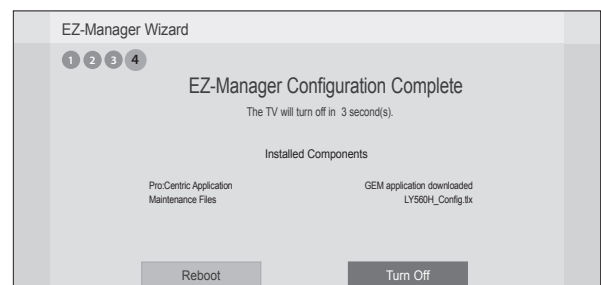 EZ-Manager Wizard
1 2 3 4
EZ-Manager Configuration Complete
The TV will turn off in 3 second(s).
Installed Components
Pro:Centric Application GEM application downloaded
Maintenance Files LY560H_Config.tlx
Reboot Turn Off